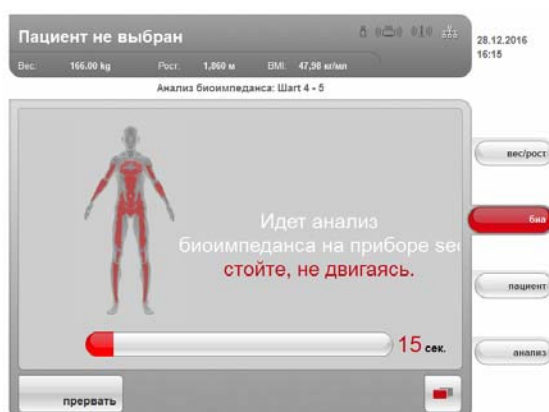 Пациент не выбран
Вес: 166.00 kg Рост: 1,860 м BMI: 47,98 кг/мл
28.12.2016
16:15
Анализ биоимпеданса: Шаrт 4 - 5
вес/рост
биа
Идет анализ
биоимпеданса на приборе sec
стойте, не двигаясь.
пациент
15 сек.
анализ
прервать